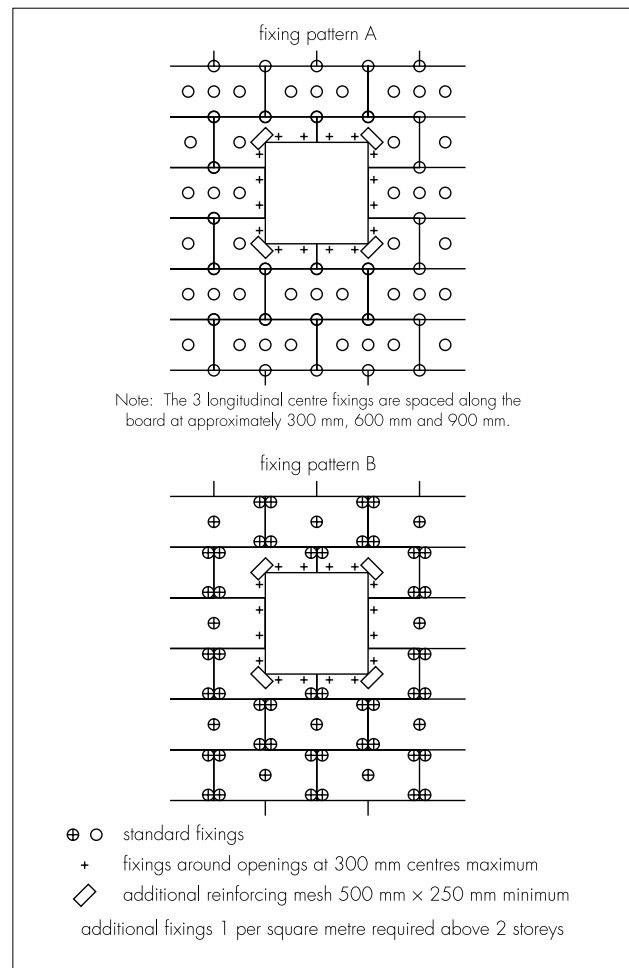 fixing pattern A
Note: The 3 longitudinal centre fixings are spaced along the
board at approximately 300 mm, 600 mm and 900 mm.
fixing pattern B
standard fixings
fixings around openings at 300 mm centres maximum
additional reinforcing mesh 500 mm × 250 mm minimum
additional fixings 1 per square metre required above 2 storeys